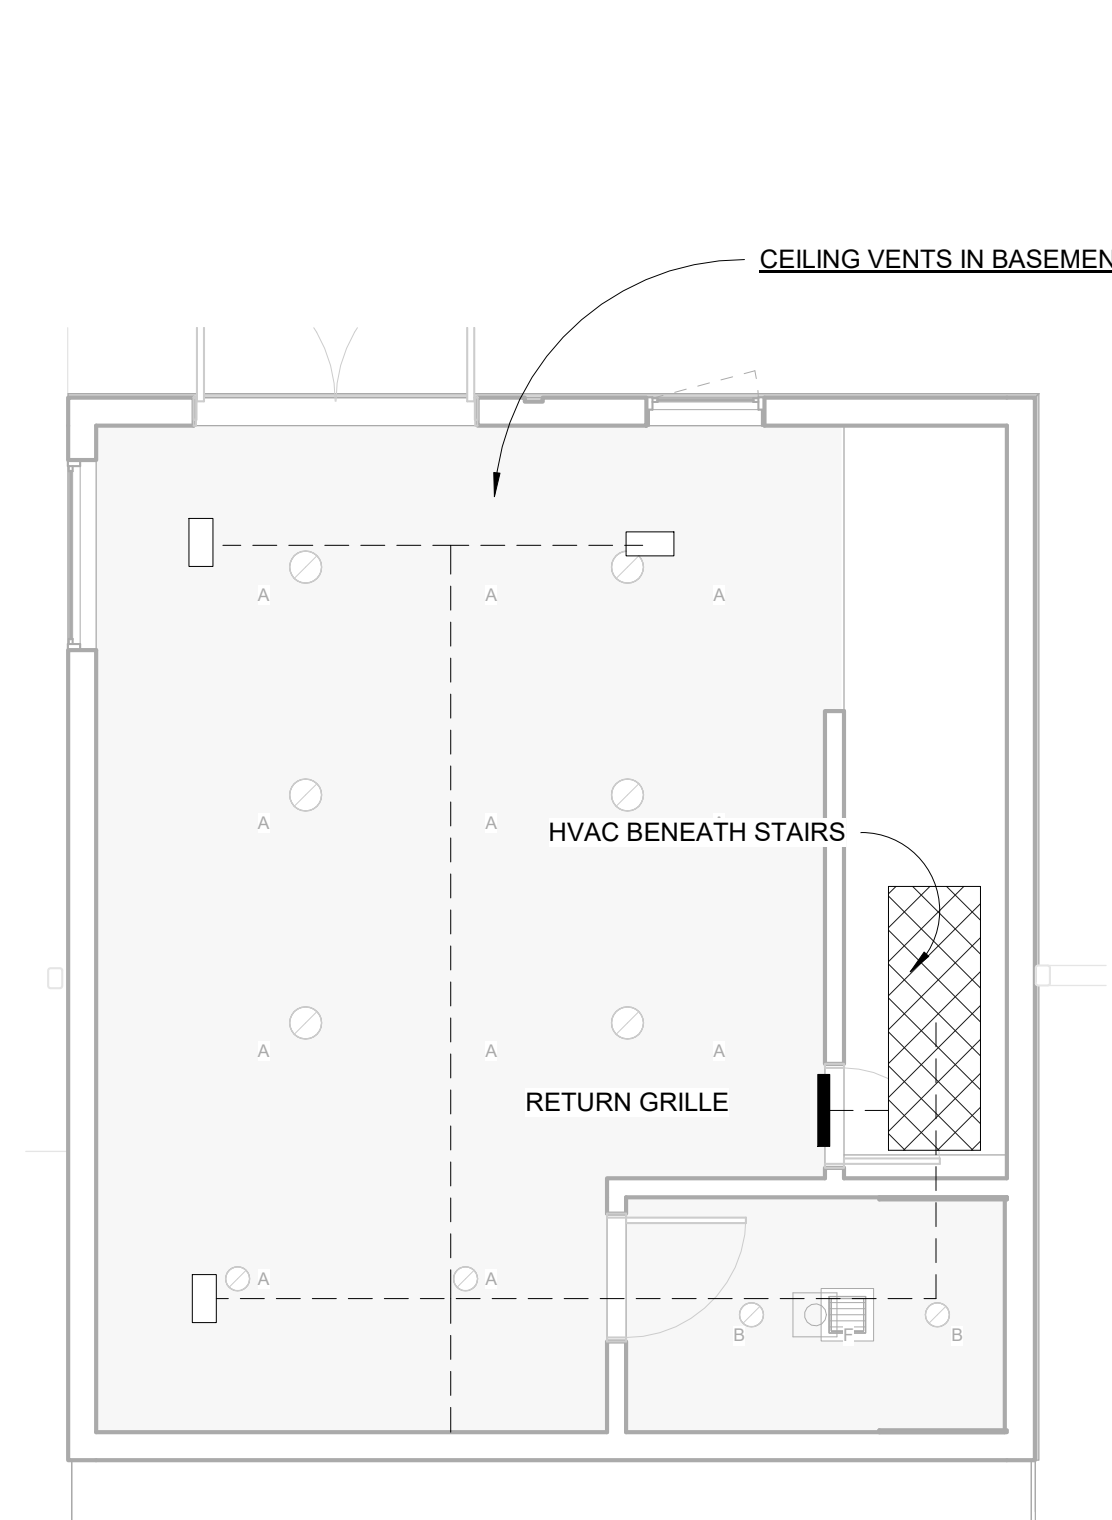 CEILING VENTS IN BASEMEN
A A A
A A
HVAC BENEATH STAIRS
A A A
RETURN GRILLE
A A
B F B